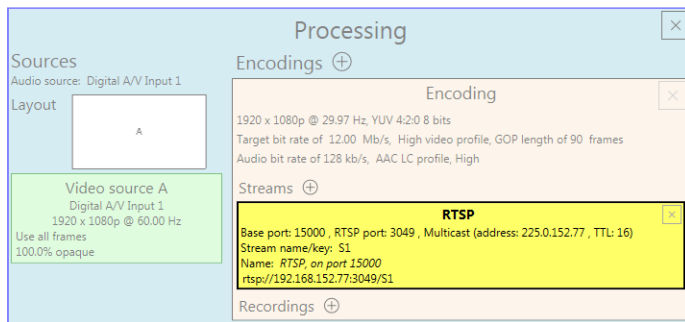 Processing
Sources
Audio source: Digital A/V Input 1
Layout
A
Video source A
Digital A/V Input 1
1920 x 1080p @ 60.00 Hz
Use all frames
100.0% opaque
Encodings
Encoding
1920 x 1080p @ 29.97 Hz, YUV 4:2:0 8 bits
Target bit rate of 12.00 Mb/s, High video profile, GOP length of 90 frames
Audio bit rate of 128 kb/s, AAC LC profile, High
Streams
RTSP
Base port: 15000 , RTSP port: 3049 , Multicast (address: 225.0.152.77 , TTL: 16)
Stream name/key: S1
Name: RTSP, on port 15000
rtsp://192.168.152.77:3049/S1
Recordings